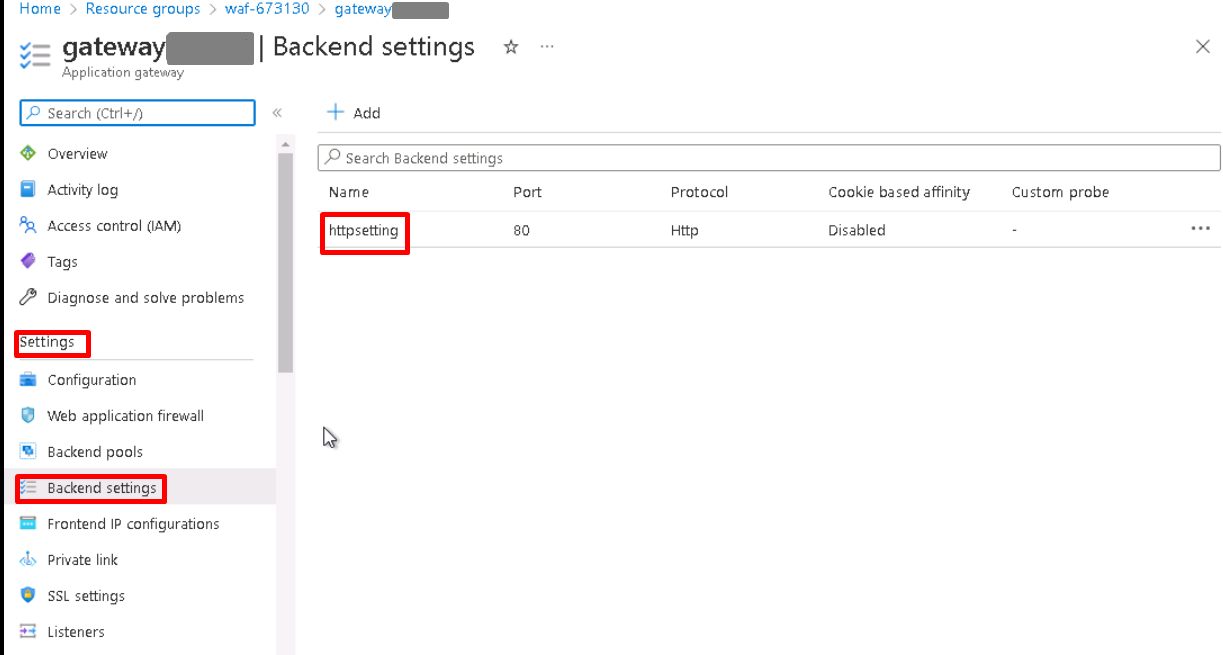 Home > Resource groups > waf-673130 > gateway
gateway | Backend settings ☆ ···
Application gateway
Search (Ctrl+/) «
Overview
Activity log
Access control (IAM)
Tags
Diagnose and solve problems
Settings
Configuration
Web application firewall
Backend pools
Backend settings
Frontend IP configurations
Private link
SSL settings
Listeners
+ Add
Search Backend settings
Name Port Protocol Cookie based affinity Custom probe
httpsetting 80 Http Disabled - ···